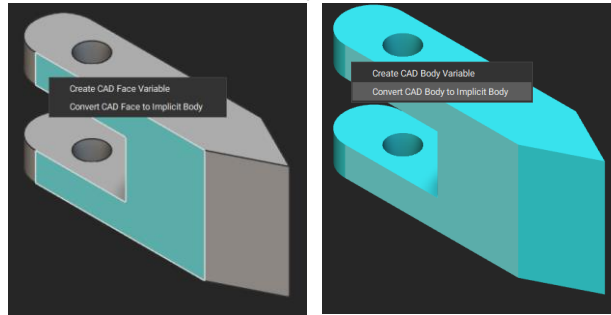 Create CAD Face Variable
Convert CAD Face to Implicit Body
Create CAD Body Variable
Convert CAD Body to Implicit Body